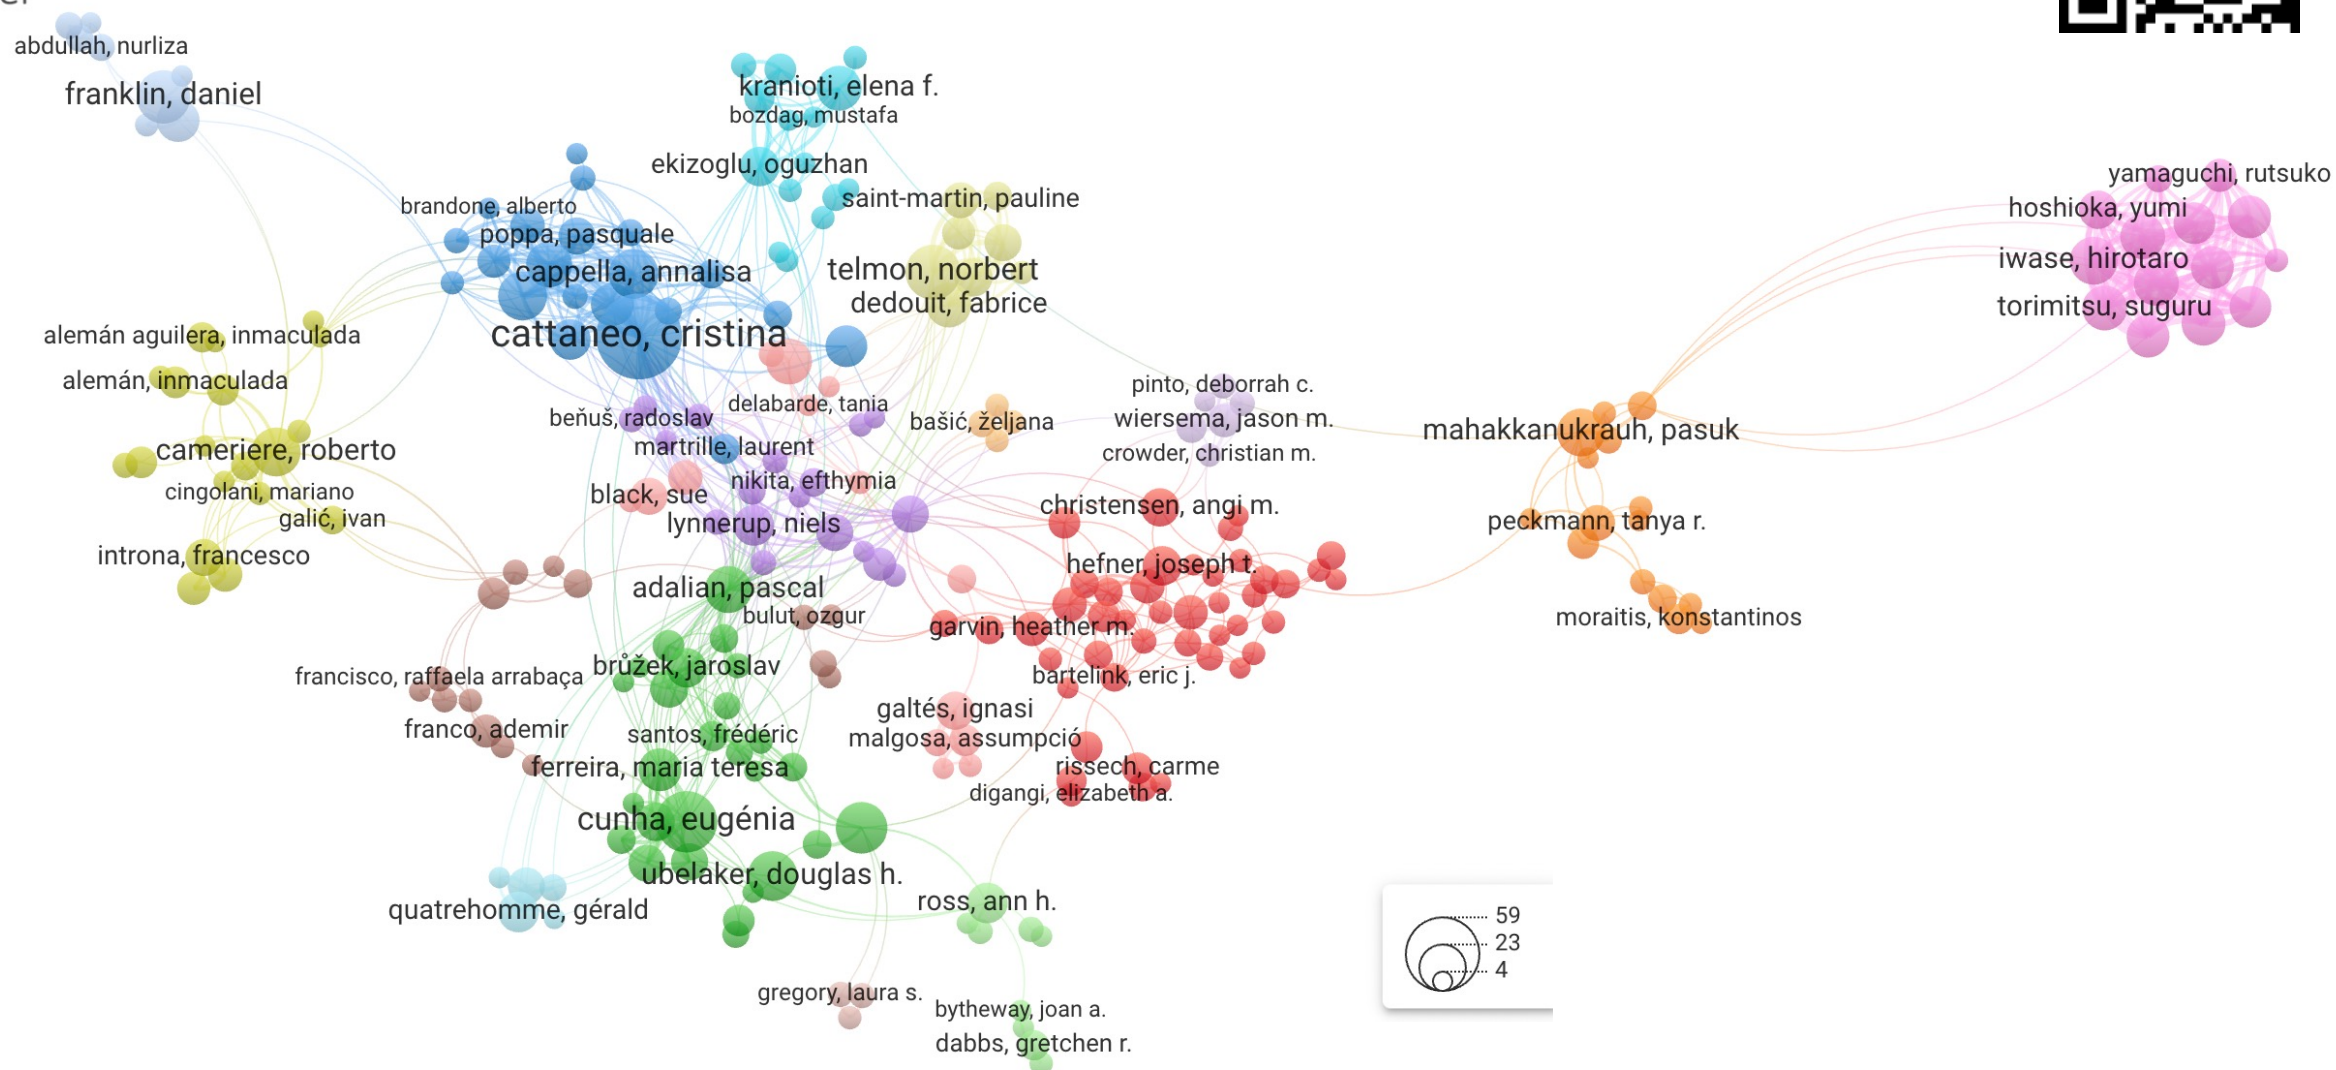 abdullah, nurliza
franklin, daniel
kranioti, elena f.
bozdag, mustafa
ekizoglu, oguzhan
saint-martin, pauline
brandone, alberto
poppa, pasquale
cappella, annalisa
telmon, norbert
dedouit, fabrice
cattaneo, cristina
yamaguchi, rutsuko
hoshioka, yumi
iwase, hirotaro
torimitsu, suguru
alemán aguilera, inmaculada
alemán, inmaculada
cameriere, roberto
cingolani, mariano
galić, ivan
introna, francesco
beňuš, radoslav
delabarde, tania
martrille, laurent
bašić, željana
nikita, efthymia
black, sue
lynnerup, niels
pinto, deborrah c.
wiersema, jason m.
crowder, christian m.
mahakkanukrauh, pasuk
christensen, angi m.
peckmann, tanya r.
hefner, joseph t.
adalian, pascal
bulut, ozgur
garvin, heather m.
moraitis, konstantinos
francisco, raffaela arrabaça
brůžek, jaroslav
bartelink, eric j.
franco, ademir
santos, frédéric
galtés, ignasi
malgosa, assumpció
ferreira, maria teresa
rissech, carme
digangi, elizabeth a.
cunha, eugénia
ubelaker, douglas h.
quatrehomme, gérald
ross, ann h.
gregory, laura s.
bytheway, joan a.
dabbs, gretchen r.
59
23
4